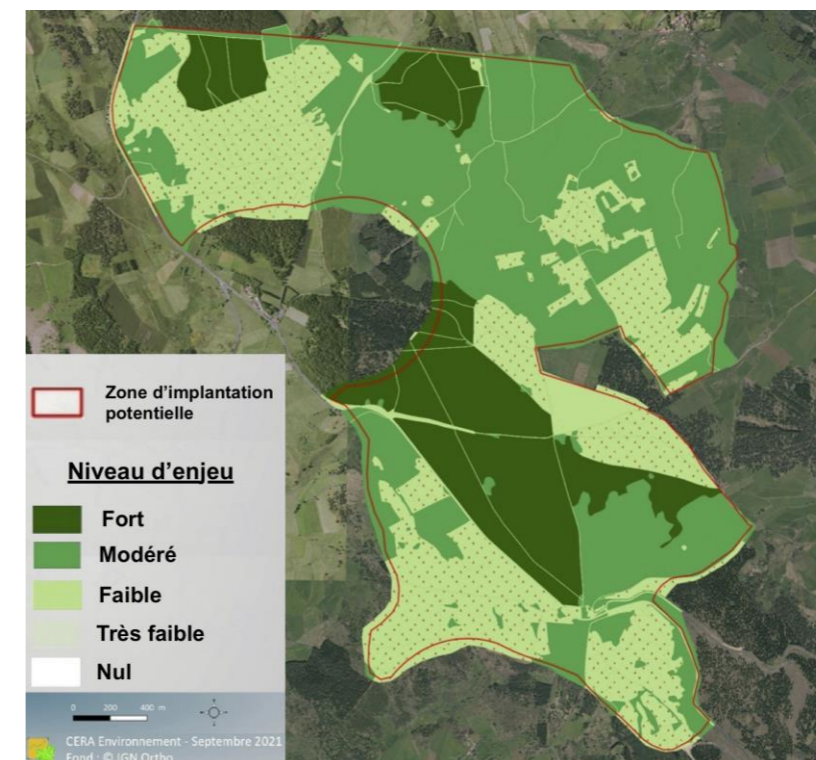 Zone d'implantation
potentielle
Niveau d'enjeu
Fort
Modéré
Faible
Très faible
Nul
0 200 400 m
CERA Environnement - Septembre 2021
Fond : © IGN Ortho